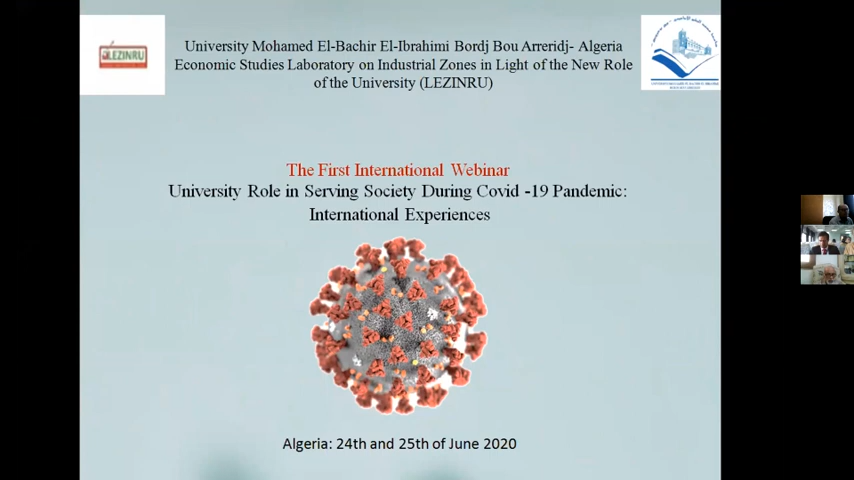 LEZINRU
University Mohamed El-Bachir El-Ibrahimi Bordj Bou Arreridj- Algeria
Economic Studies Laboratory on Industrial Zones in Light of the New Role
of the University (LEZINRU)
The First International Webinar
University Role in Serving Society During Covid -19 Pandemic:
International Experiences
Algeria: 24th and 25th of June 2020